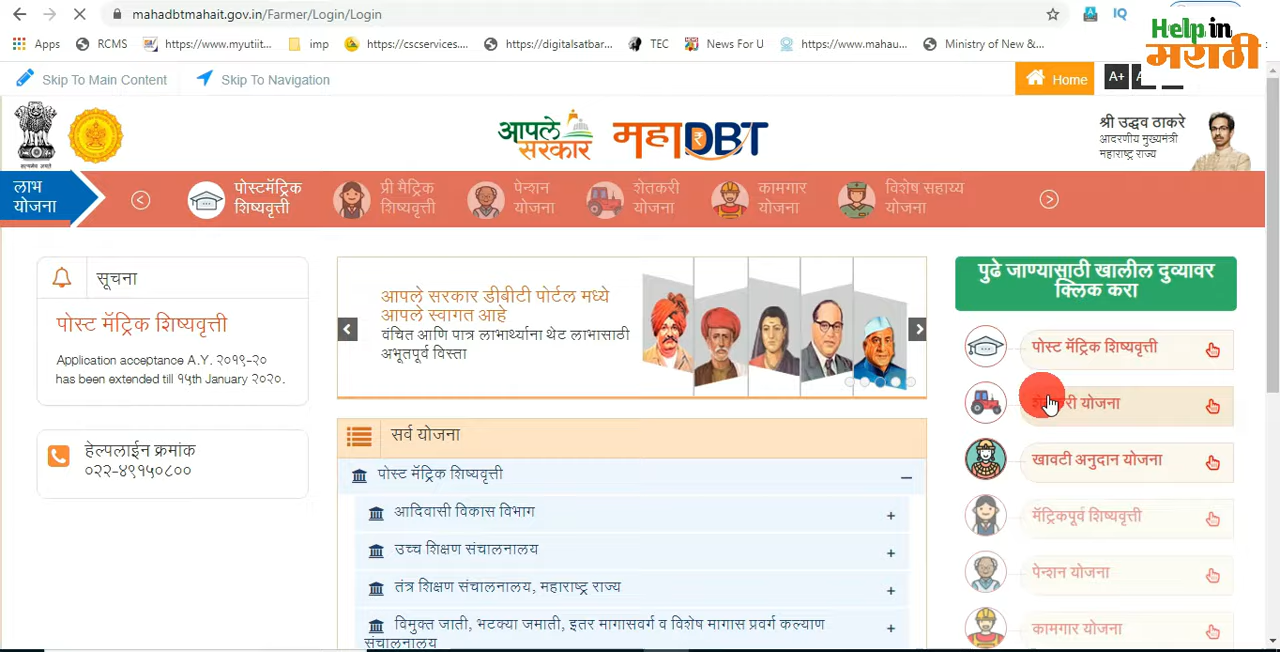 mahadbtmahait.gov.in/Farmer/Login/Login
IQ
Apps
RCMS
https://www.myutiit...
imp
https://cscservices....
https://digitalsatbar...
TEC
News For U
https://www.mahau...
Ministry of New &...
Help in
मराठी
Skip To Main Content
Skip To Navigation
Home
A+
आपले
सरकार
महाDBT
श्री उद्धव ठाकरे
आदरणीय मुख्यमंत्री
महाराष्ट्र राज्य
लाभ
योजना
पोस्टमॅट्रिक
शिष्यवृत्ती
प्री मैट्रिक
शिष्यवृत्ती
पेन्शन
योजना
शेतकरी
योजना
कामगार
योजना
विशेष सहाय्य
योजना
सूचना
पोस्ट मॅट्रिक शिष्यवृत्ती
Application acceptance A.Y. २०१९-२०
has been extended till १५th January २०२०.
हेल्पलाईन क्रमांक
०२२-४९१५०८००
आपले सरकार डीबीटी पोर्टल मध्ये
आपले स्वागत आहे
वंचित आणि पात्र लाभार्थ्यांना थेट लाभासाठी
अभूतपूर्व विस्ता
सर्व योजना
पोस्ट मॅट्रिक शिष्यवृत्ती
आदिवासी विकास विभाग
उच्च शिक्षण संचालनालय
तंत्र शिक्षण संचालनालय, महाराष्ट्र राज्य
विमुक्त जाती, भटक्या जमाती, इतर मागासवर्ग व विशेष मागास प्रवर्ग कल्याण
संचालनालय
पुढे जाण्यासाठी खालील दुव्यावर
क्लिक करा
पोस्ट मॅट्रिक शिष्यवृत्ती
शेतकरी योजना
खावटी अनुदान योजना
मॅट्रिकपूर्व शिष्यवृत्ती
पेन्शन योजना
कामगार योजना